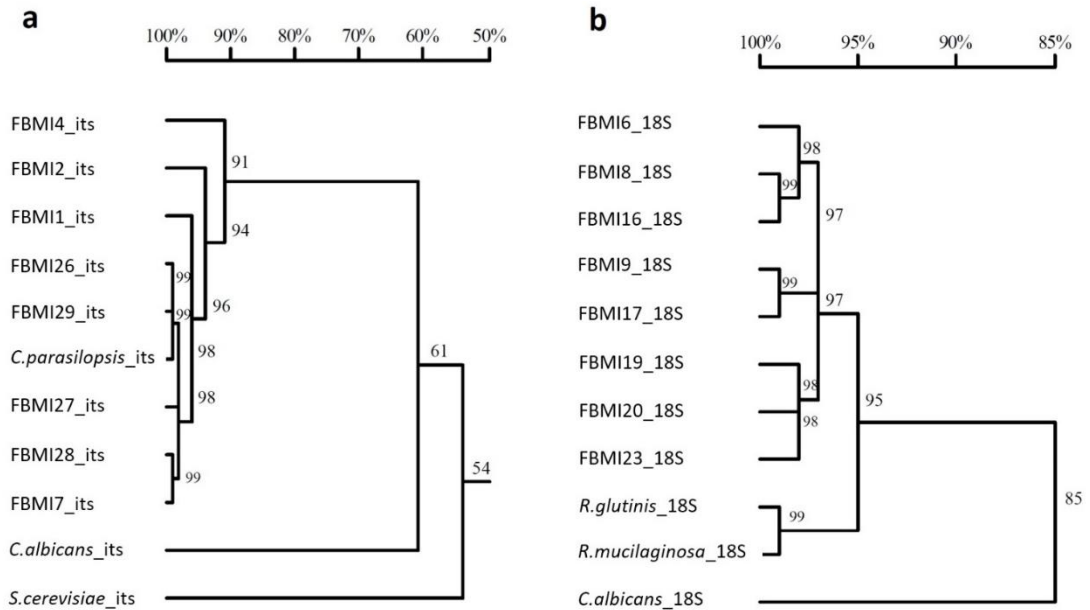 a
100% 90% 80% 70% 60% 50%
FBMI4_its
91
FBMI2_its
FBMI1_its
94
FBMI26_its
99
96
FBMI29_its
99
C.parasilopsis_its
98
61
FBMI27_its
98
FBMI28_its
99
54
FBMI7_its
C.albicans_its
S.cerevisiae_its
b
100% 95% 90% 85%
FBMI6_18S
98
FBMI8_18S
99
FBMI16_18S
97
FBMI9_18S
99
97
FBMI17_18S
FBMI19_18S
98
FBMI20_18S
98
95
FBMI23_18S
R.glutinis_18S
99
85
R.mucilaginosa_18S
C.albicans_18S